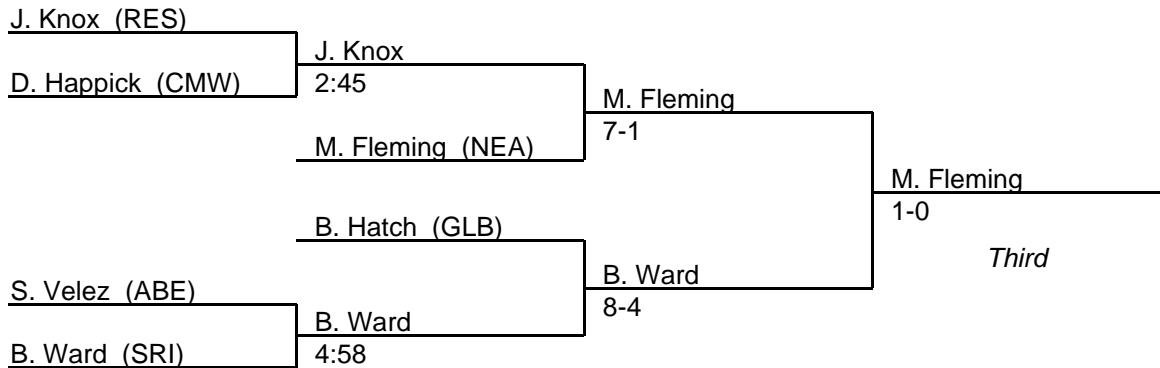 J. Knox (RES)
J. Knox
D. Happick (CMW)
2:45
M. Fleming
7-1
M. Fleming (NEA)
M. Fleming
1-0
B. Hatch (GLB)
Third
B. Ward
S. Velez (ABE)
8-4
B. Ward
B. Ward (SRI)
4:58